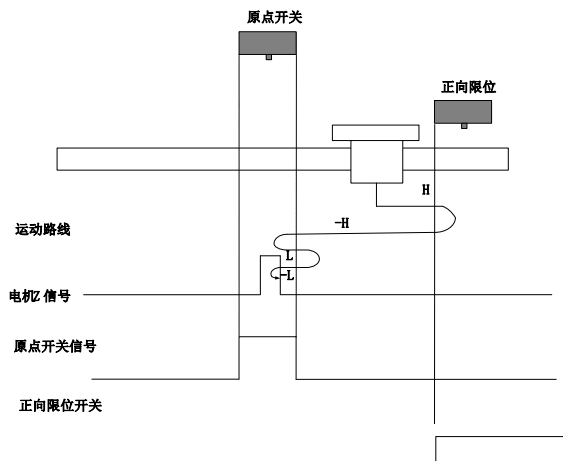 原点开关
正向限位
H
运动路线
-H
L
-L
电机Z 信号
原点开关信号
正向限位开关